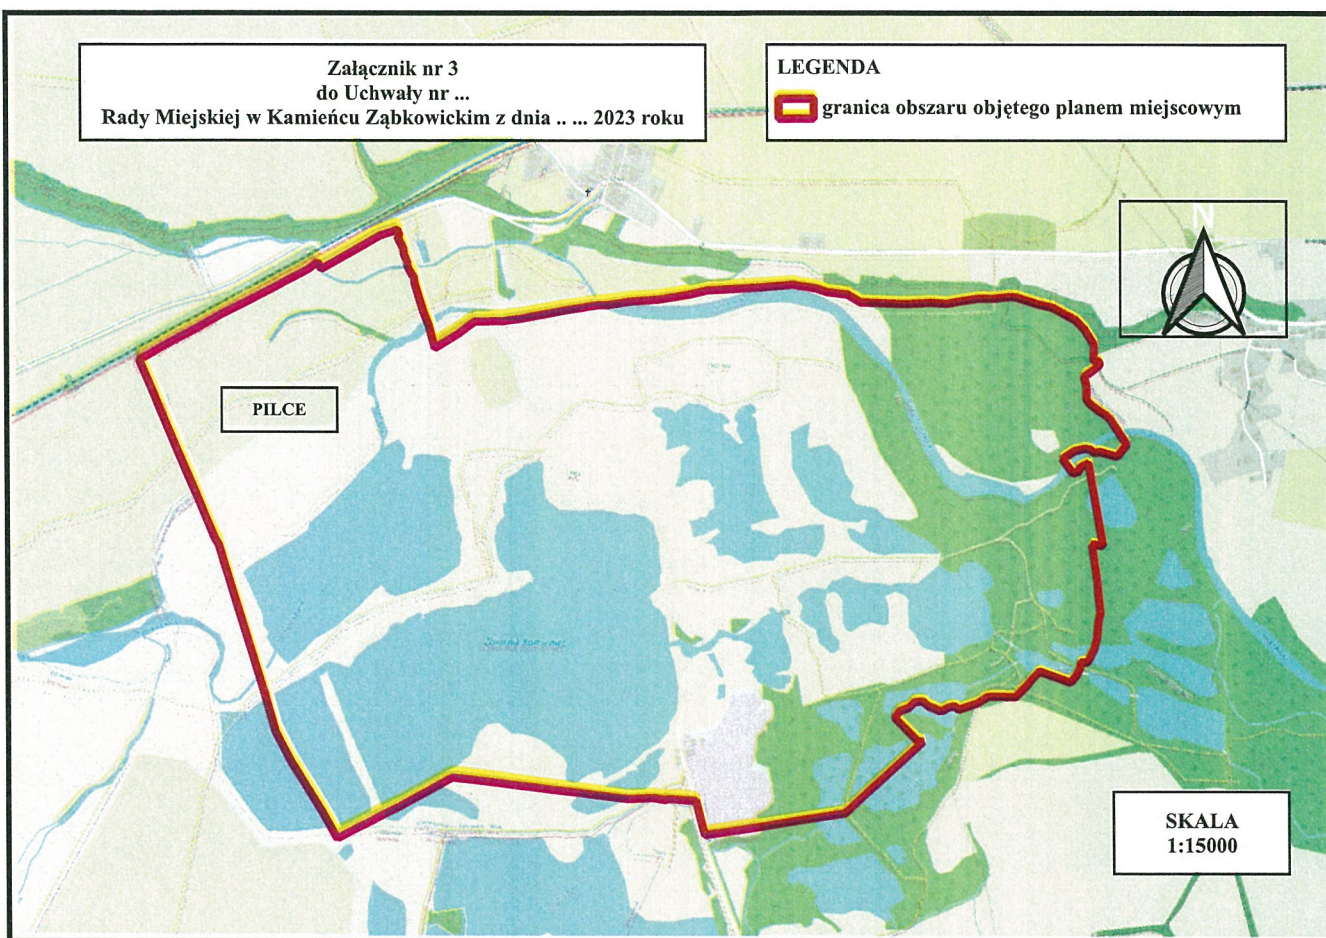 Załącznik nr 3
do Uchwały nr ...
Rady Miejskiej w Kamieńcu Ząbkowickim z dnia .. ... 2023 roku
LEGENDA
granica obszaru objętego planem miejscowym
N
PILCE
SKALA
1:15000